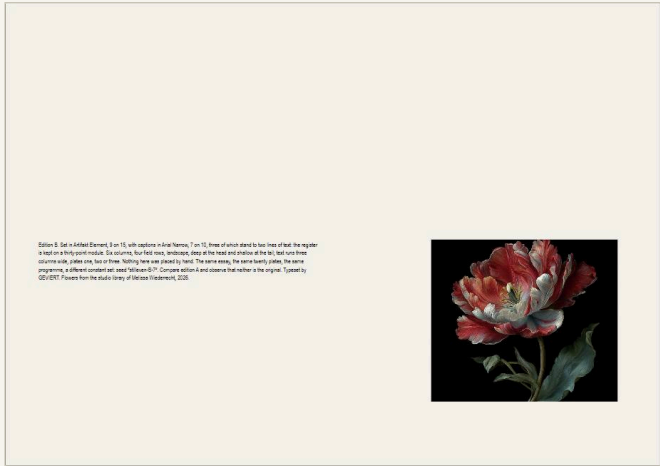 Edition B. Set in Artifakt Element, 9 on 15, with captions in Arial Narrow, 7 on 10, three of which stand to two lines of text: the register
is kept on a thirty-point module. Six columns, four field rows, landscape, deep at the head and shallow at the tail; text runs three
columns wide, plates one, two or three. Nothing here was placed by hand. The same essay, the same twenty plates, the same
programme, a different constant set: seed Compare edition A and observe that neither is the original. Typeset by
GEVIERT. Flowers from the studio library of Melissa Wiederrecht, 2026.